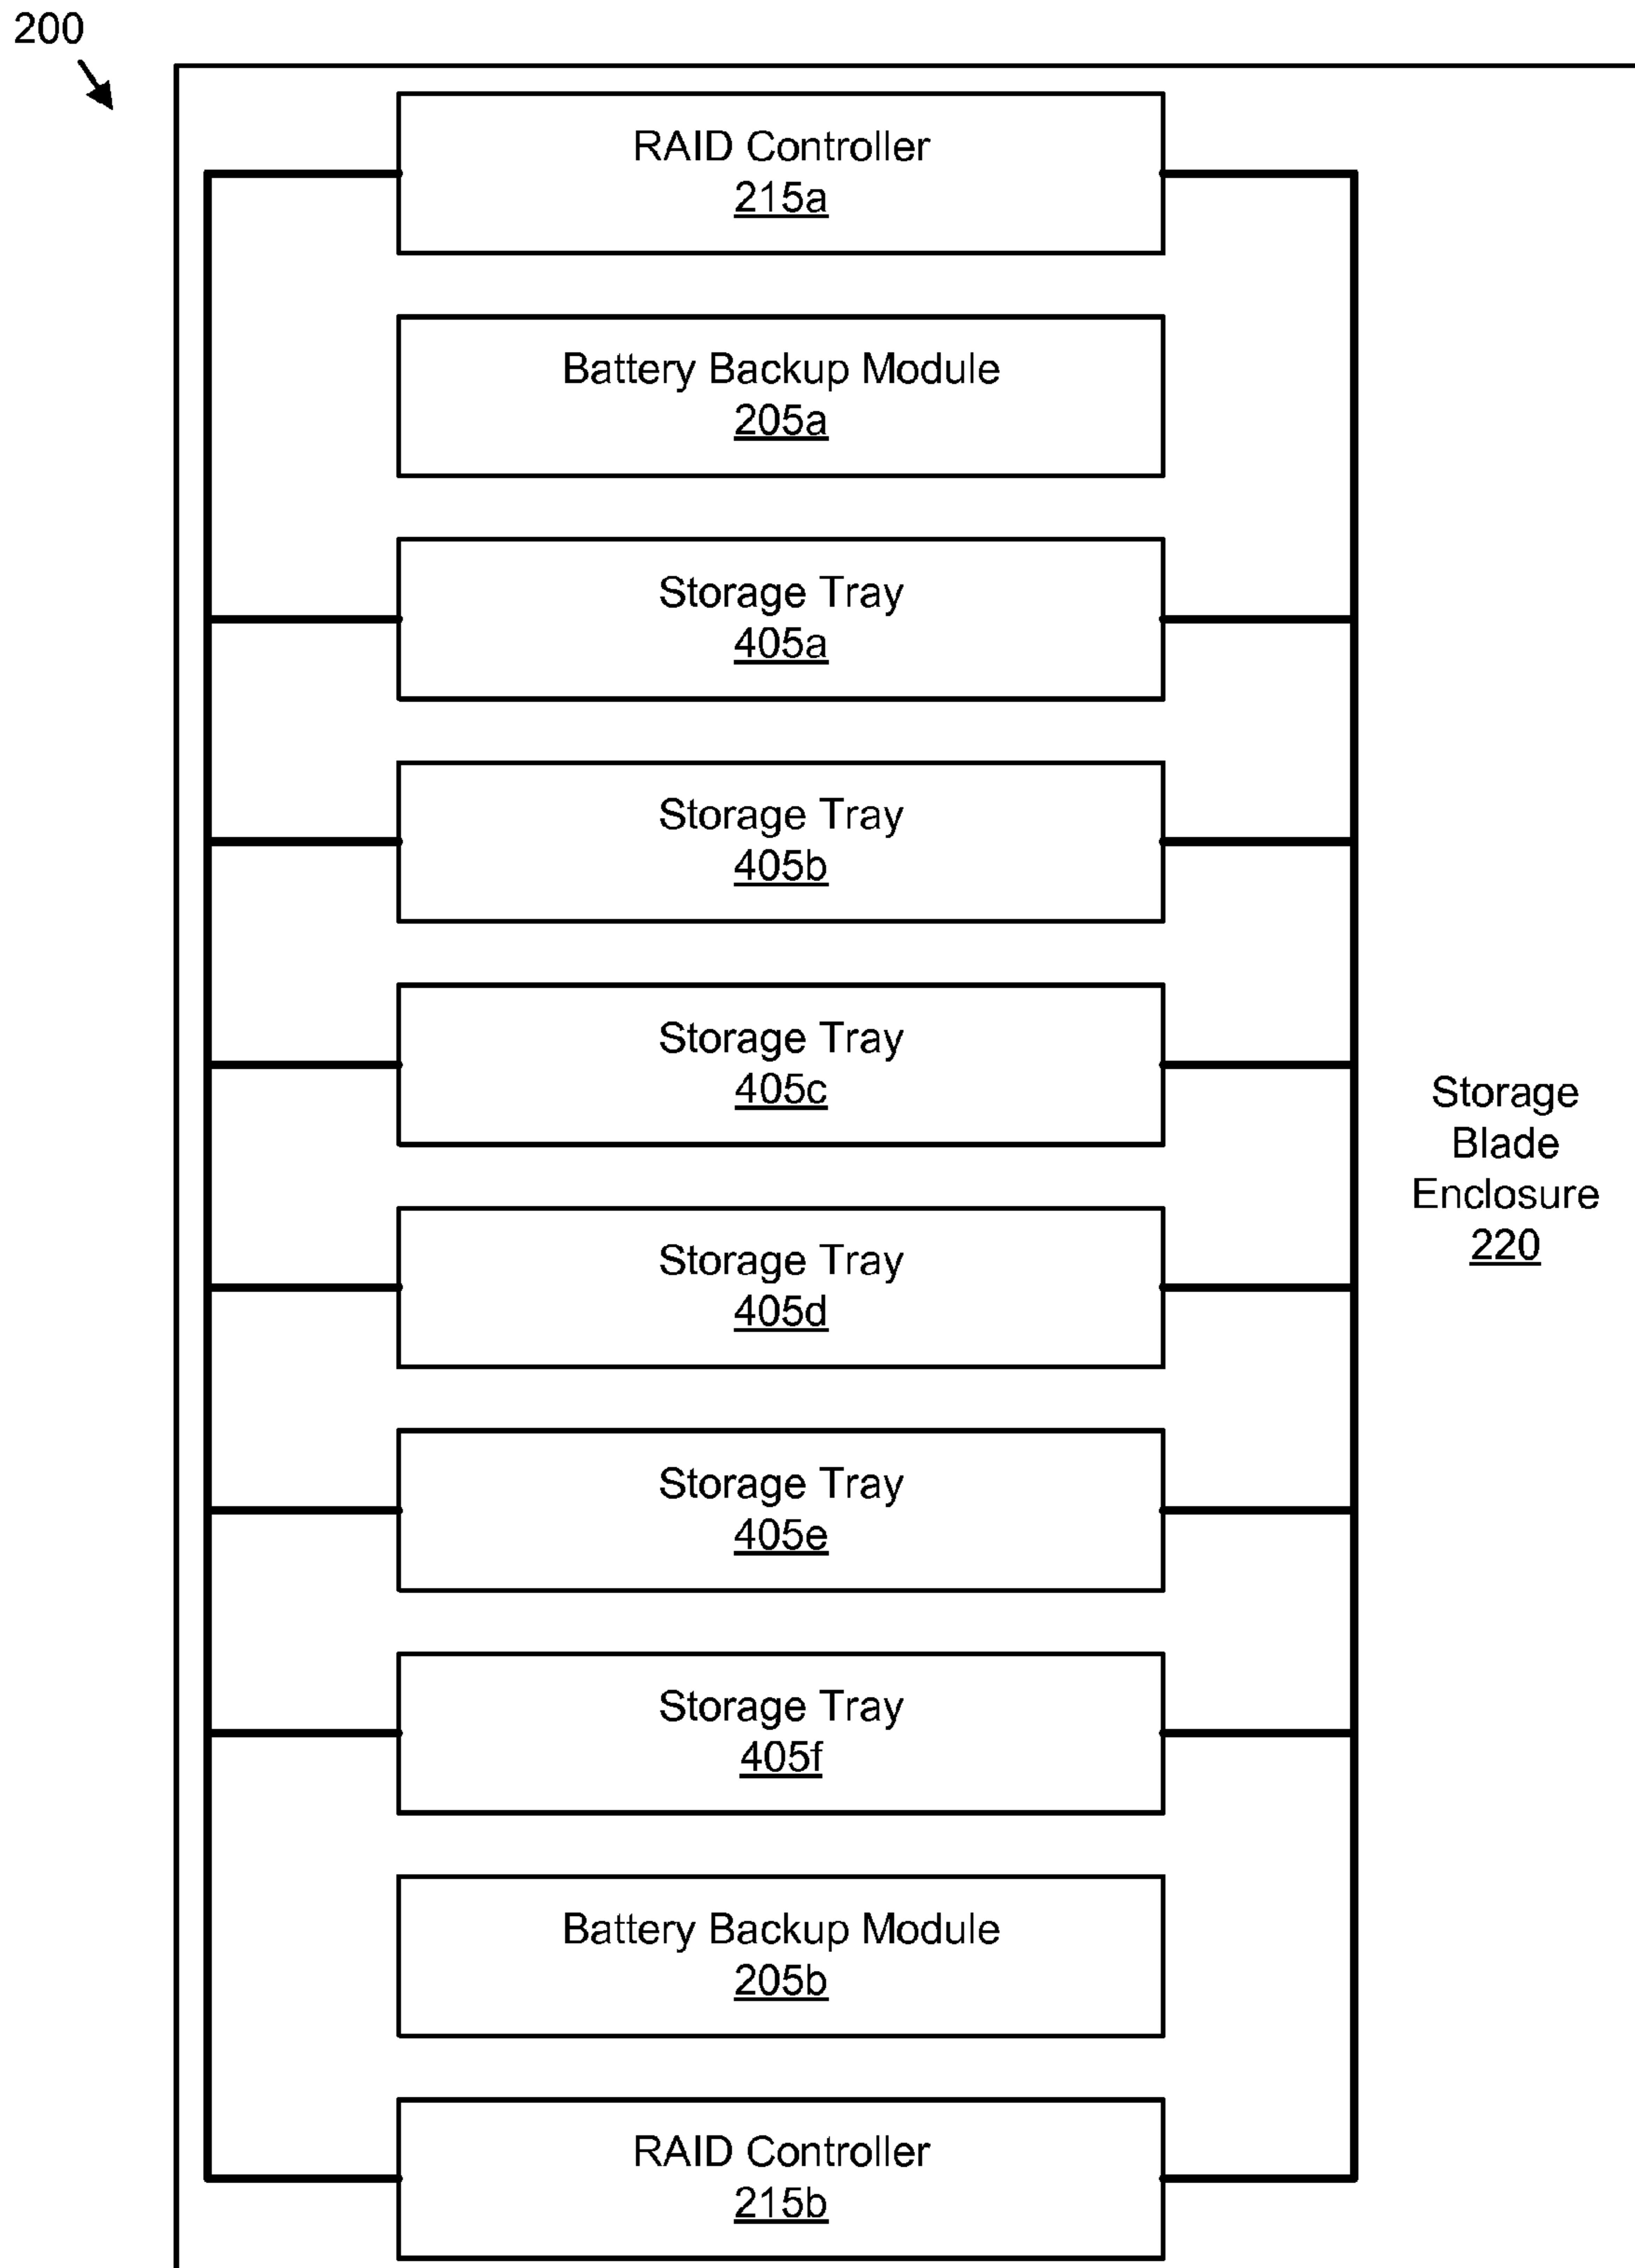 200
RAID Controller
215a
Battery Backup Module
205a
Storage Tray
405a
Storage Tray
405b
Storage Tray
405c
Storage Tray
405d
Storage Tray
405e
Storage Tray
405f
Battery Backup Module
205b
RAID Controller
215b
Storage
Blade
Enclosure
220